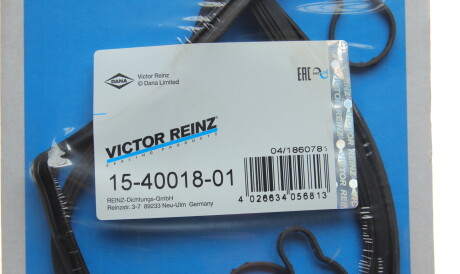 DANA
Victor Reinz
© Dana Limited
EAC
VICTOR REINZ
SEALING PRODUCTS
15-40018-01
REINZ-Dichtungs-GmbH
Reinzstr. 3-7 89233 Neu-Ulm Germany
04/186078
4 026634 056813